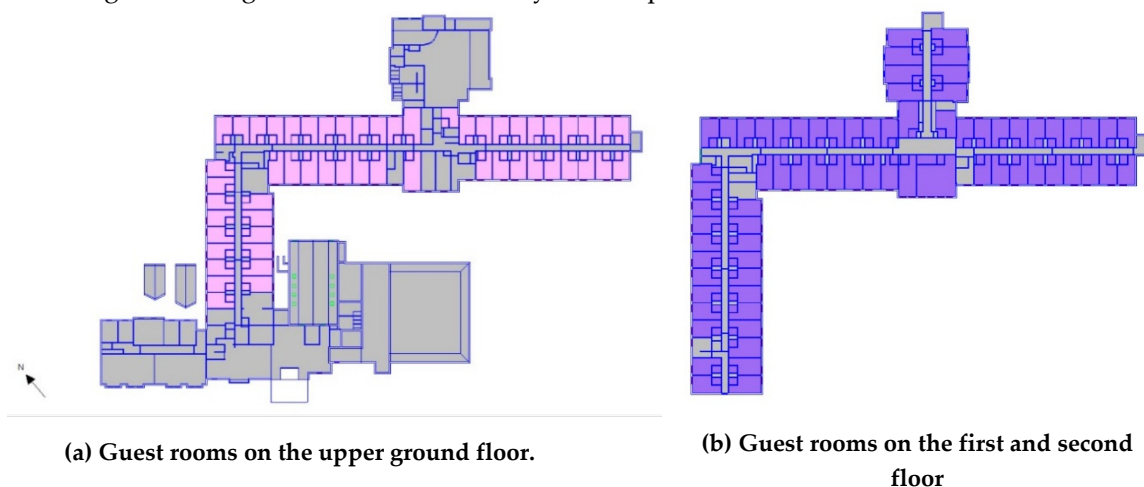 N
(a) Guest rooms on the upper ground floor.
(b) Guest rooms on the first and second
floor